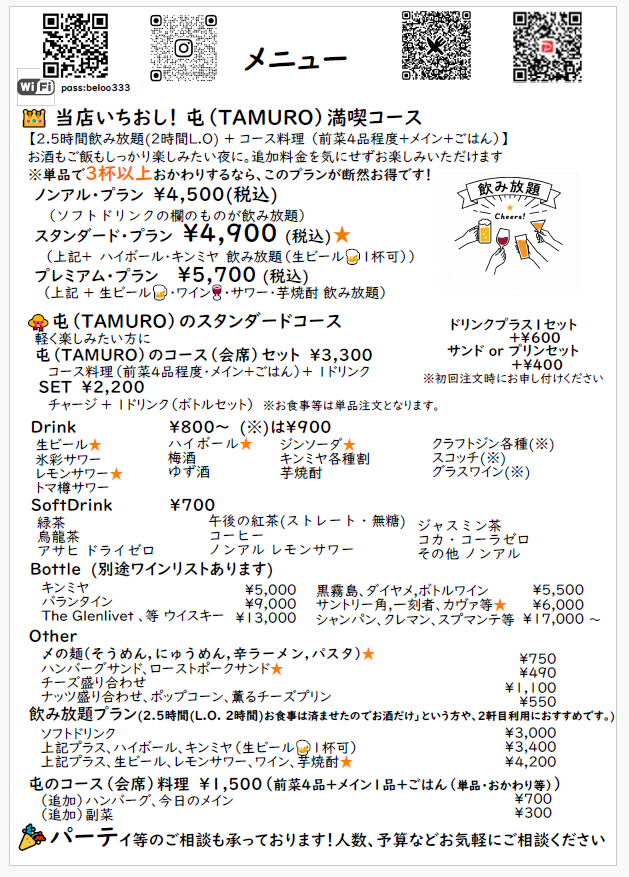 メニュー
WiFi pass:beloo333
当店いちおし! 屯(TAMURO)満喫コース
【2.5時間飲み放題(2時間L.O) + コース料理 (前菜4品程度+メイン+ごはん)】
お酒もご飯もしっかり楽しみたい夜に。追加料金を気にせずお楽しみいただけます
※単品で3杯以上おかわりするなら、このプランが断然お得です!
ノンアル・プラン ¥4,500(税込)
(ソフトドリンクの欄のものが飲み放題)
スタンダード・プラン ¥4,900 (税込)★
(上記+ ハイボール・キンミヤ 飲み放題(生ビール🍺1杯可))
プレミアム・プラン ¥5,700 (税込)
(上記 + 生ビール🍺・ワイン🍷・サワー・芋焼酎 飲み放題)
飲み放題
Cheers!
屯(TAMURO)のスタンダードコース
軽く楽しみたい方に
屯(TAMURO)のコース(会席)セット ¥3,300
コース料理(前菜4品程度・メイン+ごはん)+ 1ドリンク
SET ¥2,200
チャージ + 1ドリンク(ボトルセット) ※お食事等は単品注文となります。
ドリンクプラス1セット
+¥600
サンド or プリンセット
+¥400
※初回注文時にお申し付けください
Drink ¥800~ (※)は¥900
生ビール★ ハイボール★ ジンソーダ★ クラフトジン各種(※)
氷彩サワー 梅酒 キンミヤ各種割 スコッチ(※)
レモンサワー★ ゆず酒 芋焼酎 グラスワイン(※)
トマ樽サワー
SoftDrink ¥700
緑茶 午後の紅茶(ストレート・無糖) ジャスミン茶
烏龍茶 コーヒー コカ・コーラゼロ
アサヒ ドライゼロ ノンアル レモンサワー その他 ノンアル
Bottle (別途ワインリストあります)
キンミヤ ¥5,000 黒霧島、ダイヤメ,ボトルワイン ¥5,500
バランタイン ¥9,000 サントリー角,一刻者、カヴァ等★ ¥6,000
The Glenlivet 、等 ウイスキー ¥13,000 シャンパン、クレマン、スプマンテ等 ¥17,000 ~
Other
〆の麺(そうめん,にゅうめん,辛ラーメン,パスタ)★ ¥750
ハンバーグサンド、ローストポークサンド★ ¥490
チーズ盛り合わせ ¥1,100
ナッツ盛り合わせ、ポップコーン、薫るチーズプリン ¥550
飲み放題プラン(2.5時間(L.O. 2時間)お食事は済ませたのでお酒だけ」という方や、2軒目利用におすすめです。)
ソフトドリンク ¥3,000
上記プラス、ハイボール、キンミヤ(生ビール🍺1杯可) ¥3,400
上記プラス、生ビール、レモンサワー、ワイン、芋焼酎★ ¥4,200
屯のコース(会席)料理 ¥1,500(前菜4品+メイン1品+ごはん(単品・おかわり等))
(追加)ハンバーグ、今日のメイン ¥700
(追加)副菜 ¥300
パーティ等のご相談も承っております!人数、予算などお気軽にご相談ください